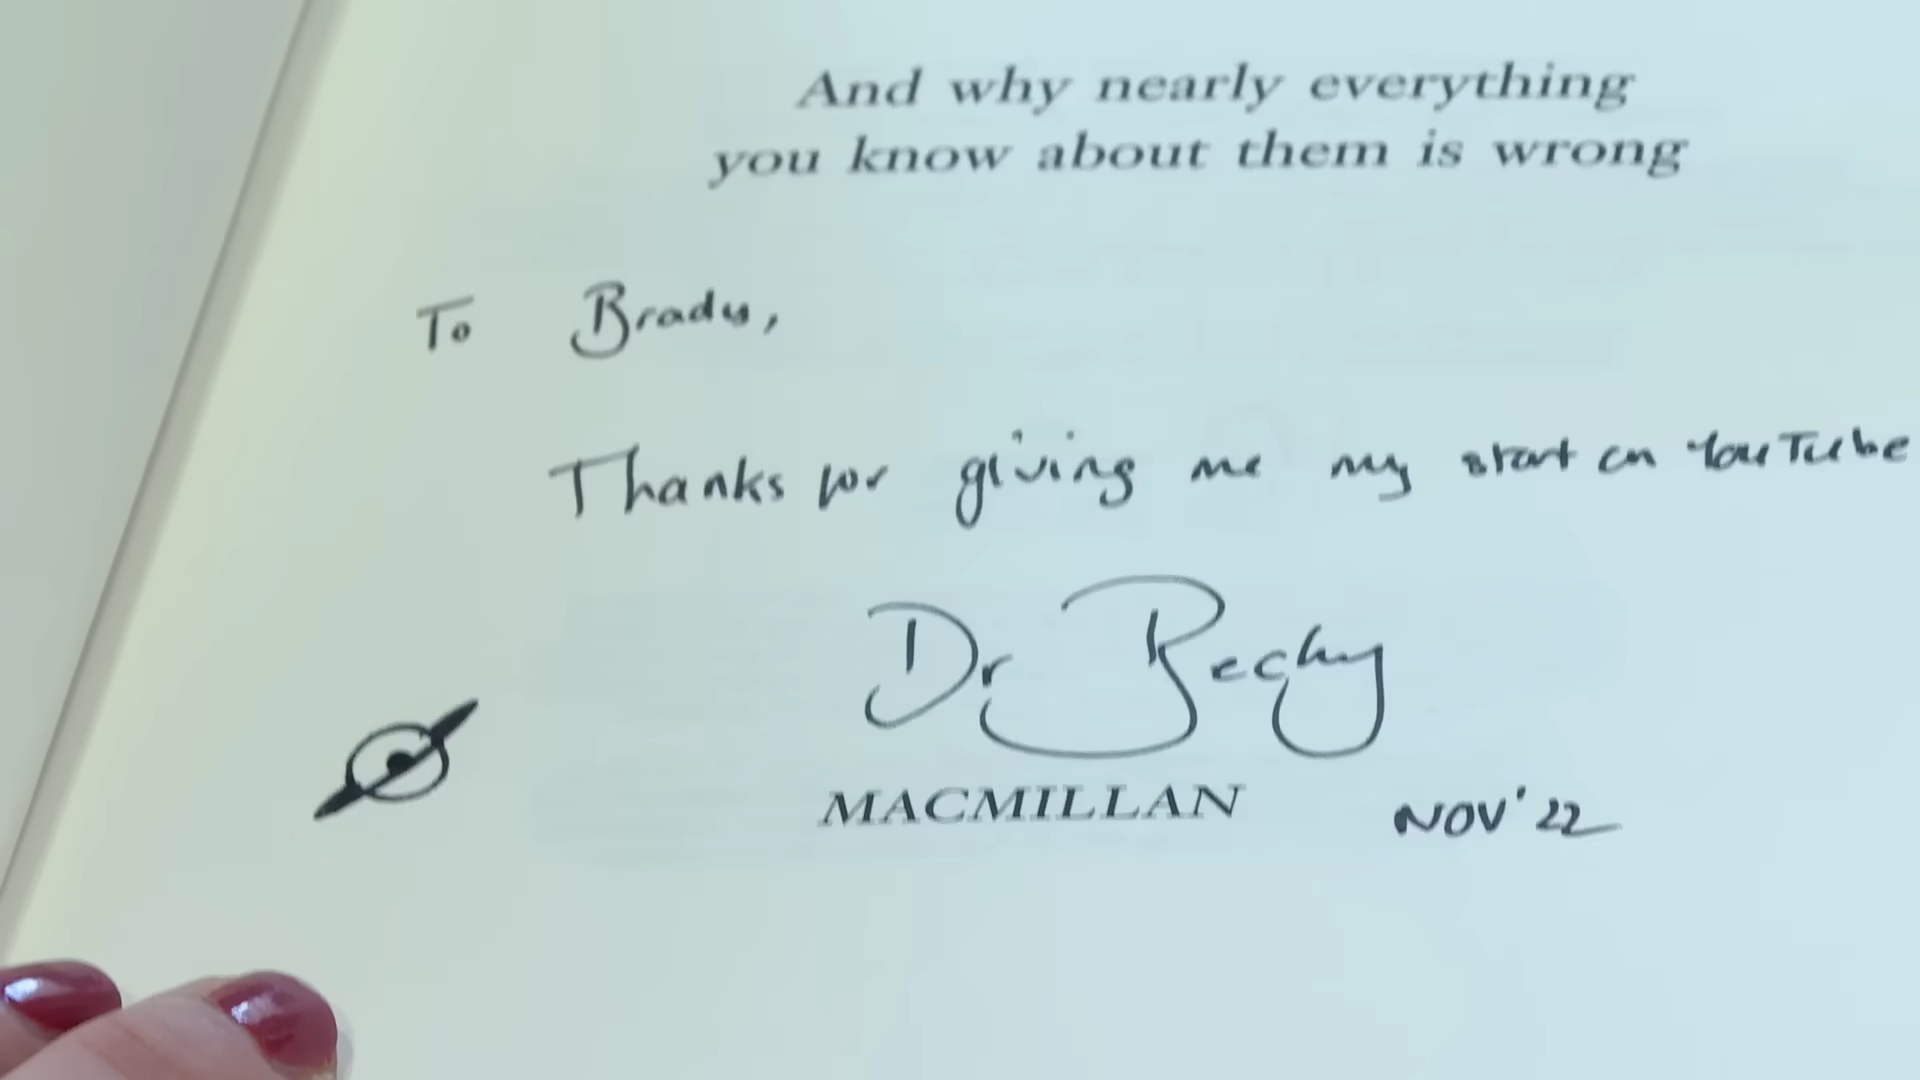 And why nearly everything
you know about them is wrong
To Brady,
Thanks for giving me my start on YouTube
Dr Becky
MACMILLAN
NOV '22